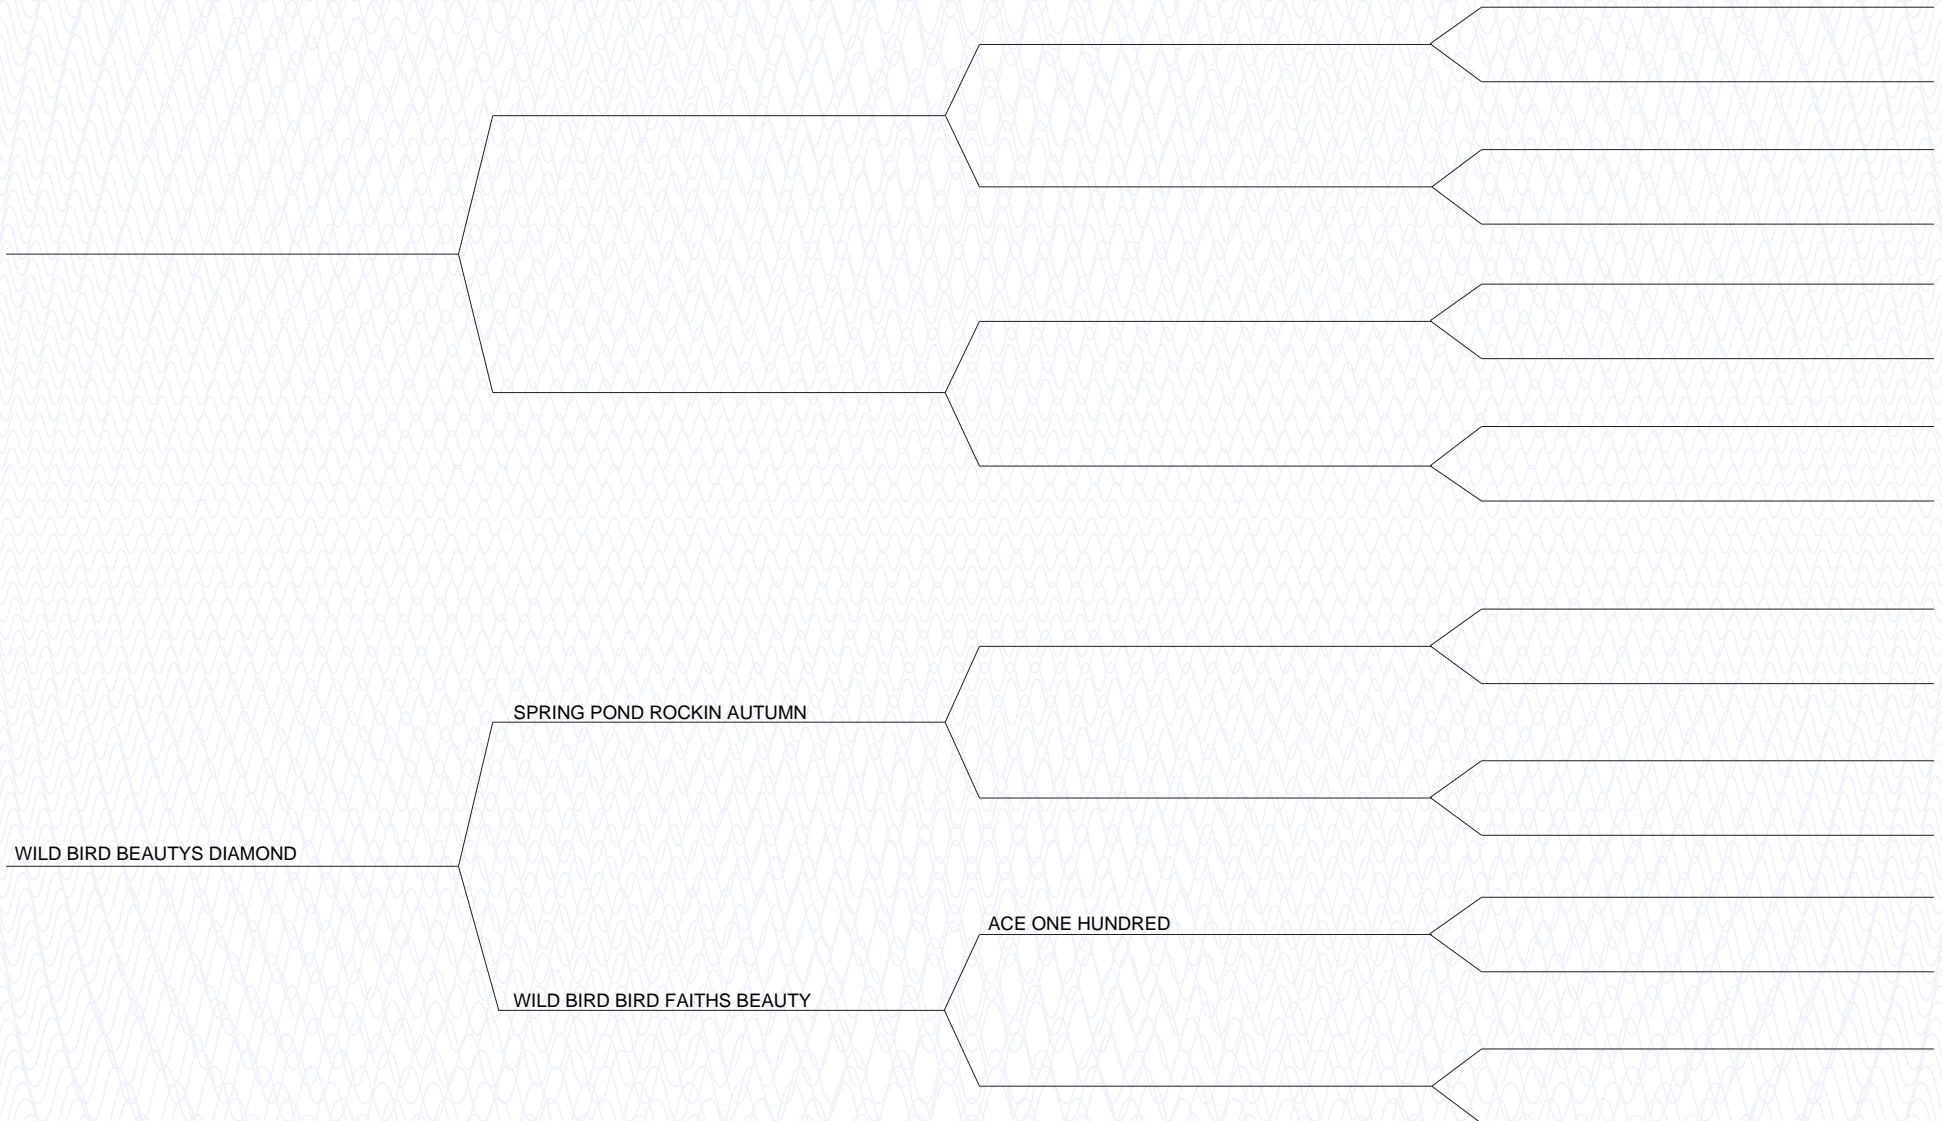 SPRING POND ROCKIN AUTUMN
WILD BIRD BEAUTYS DIAMOND
ACE ONE HUNDRED
WILD BIRD BIRD FAITHS BEAUTY